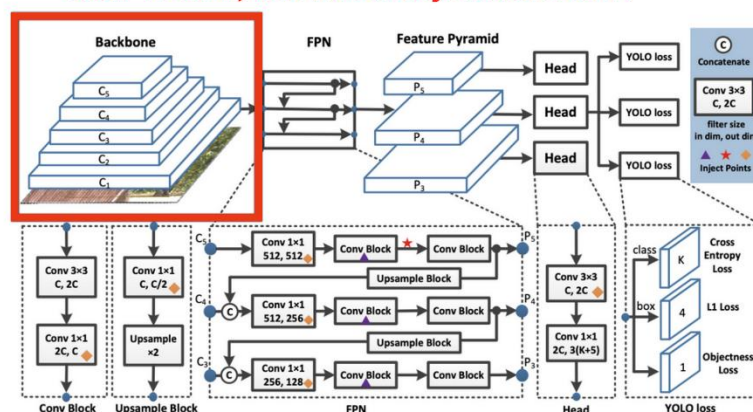 Backbone
FPN
Feature Pyramid
C5
C4
C3
C2
C1
P5
P4
P3
Head
Head
Head
YOLO loss
YOLO loss
YOLO loss
C
Concatenate
Conv 3×3
C, 2C
filter size
in dim, out dim
Inject Points
Conv 3×3
C, 2C
Conv 1×1
2C, C
Conv Block
Conv 1×1
C, C/2
Upsample
×2
Upsample Block
C5
Conv 1×1
512, 512
Conv Block
Conv Block
P5
Upsample Block
C4
C
Conv 1×1
512, 256
Conv Block
Conv Block
P4
Upsample Block
C3
C
Conv 1×1
256, 128
Conv Block
Conv Block
P3
FPN
Conv 3×3
C, 2C
Conv 1×1
2C, 3(K+5)
Head
class
K
Cross
Entropy
Loss
box
4
L1 Loss
1
Objectness
Loss
YOLO loss